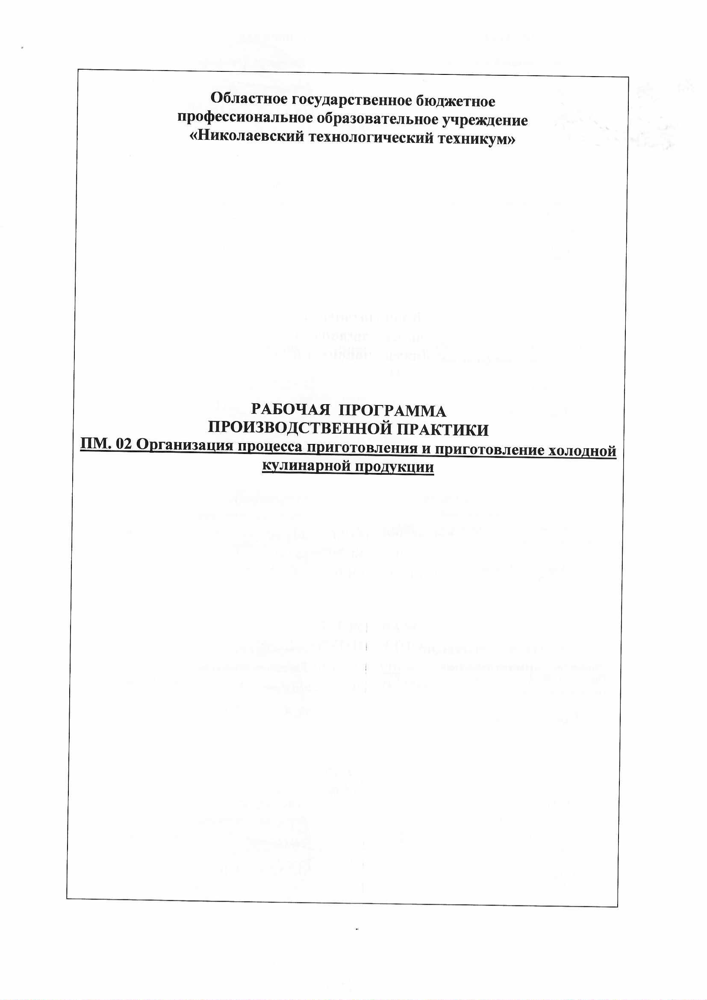 Областное государственное бюджетное
профессиональное образовательное учреждение
«Николаевский технологический техникум»
РАБОЧАЯ ПРОГРАММА
ПРОИЗВОДСТВЕННОЙ ПРАКТИКИ
ПМ. 02 Организация процесса приготовления и приготовление холодной
кулинарной продукции